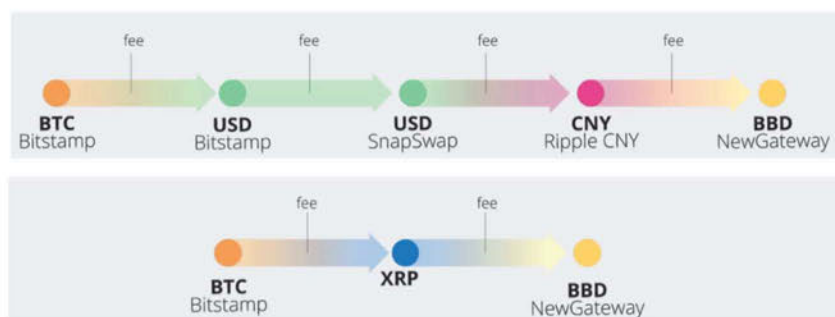 fee fee fee fee
BTC USD USD CNY BBD
Bitstamp Bitstamp SnapSwap Ripple CNY NewGateway
fee fee
BTC XRP BBD
Bitstamp NewGateway